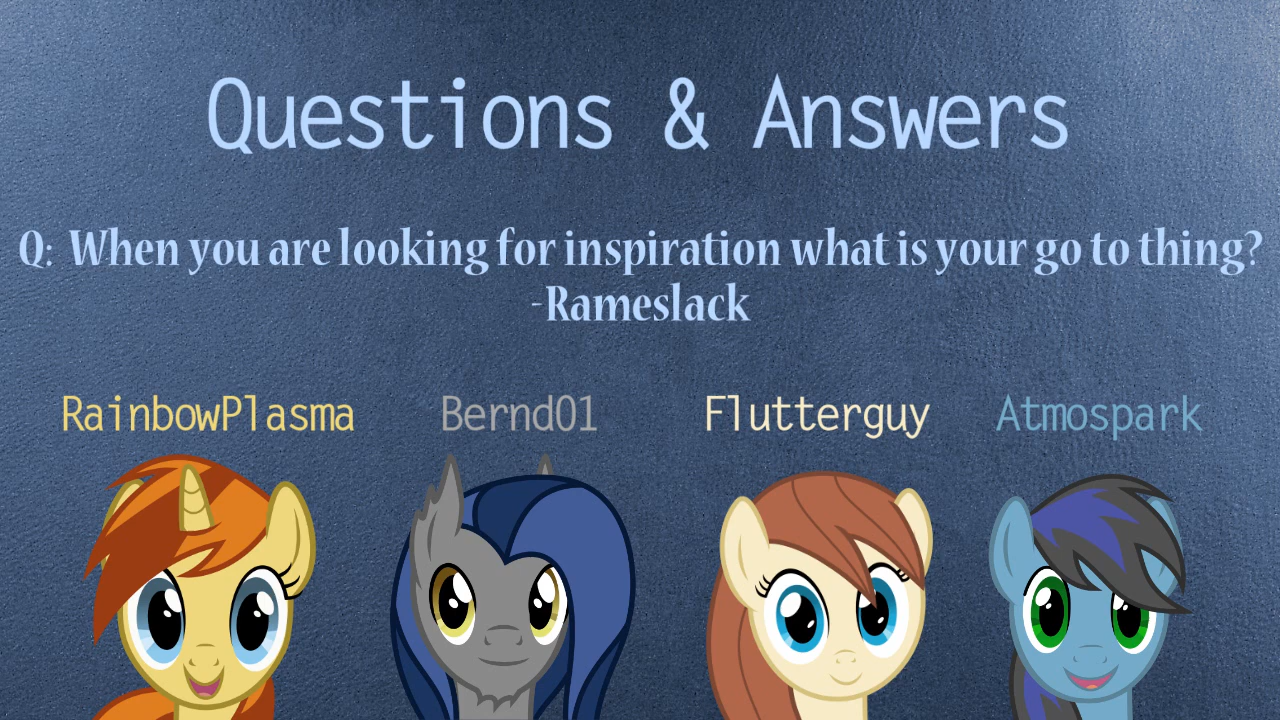 Questions & Answers
Q: When you are looking for inspiration what is your go to thing?
-Rameslack
RainbowPlasma Bernd01 Flutterguy Atmospark